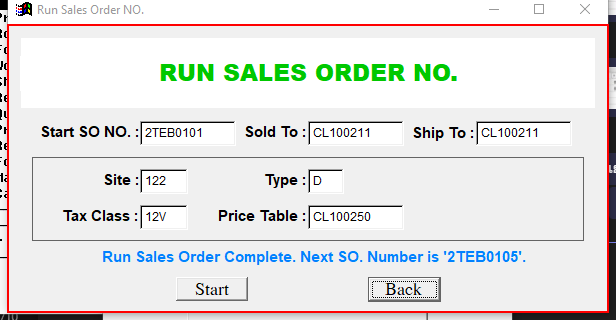 Run Sales Order NO.
RUN SALES ORDER NO.
Start SO NO. : 2TEB0101 Sold To : CL100211 Ship To : CL100211
Site : 122 Type : D
Tax Class : 12V Price Table : CL100250
Run Sales Order Complete. Next SO. Number is '2TEB0105'.
Start Back